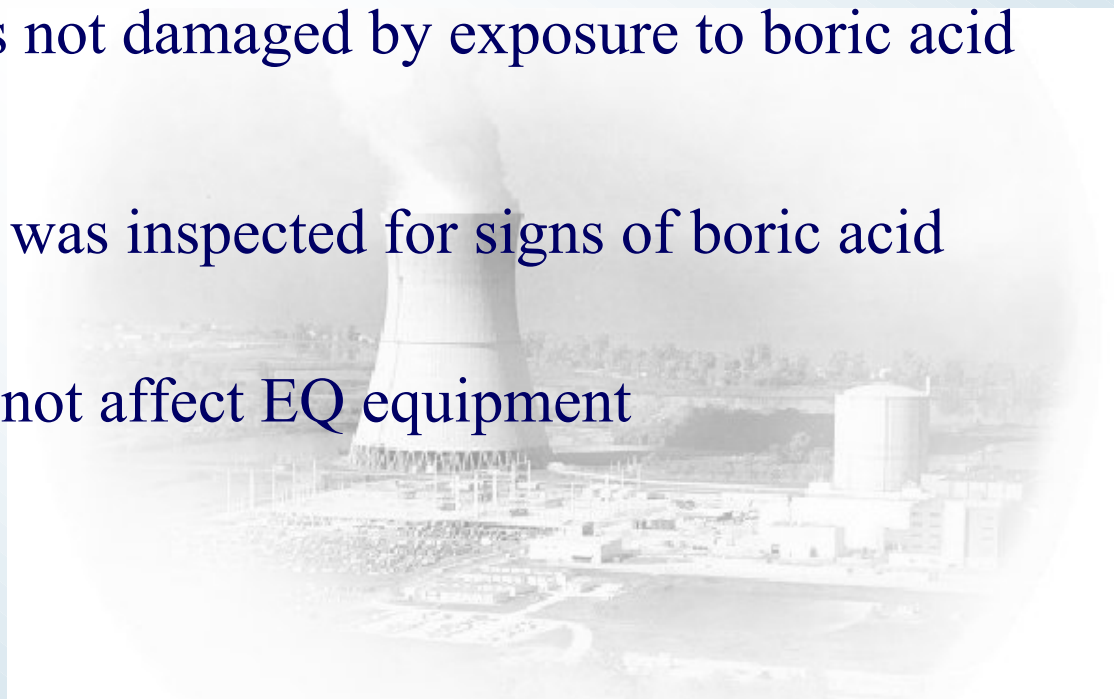 not damaged by exposure to boric acid
was inspected for signs of boric acid
not affect EQ equipment